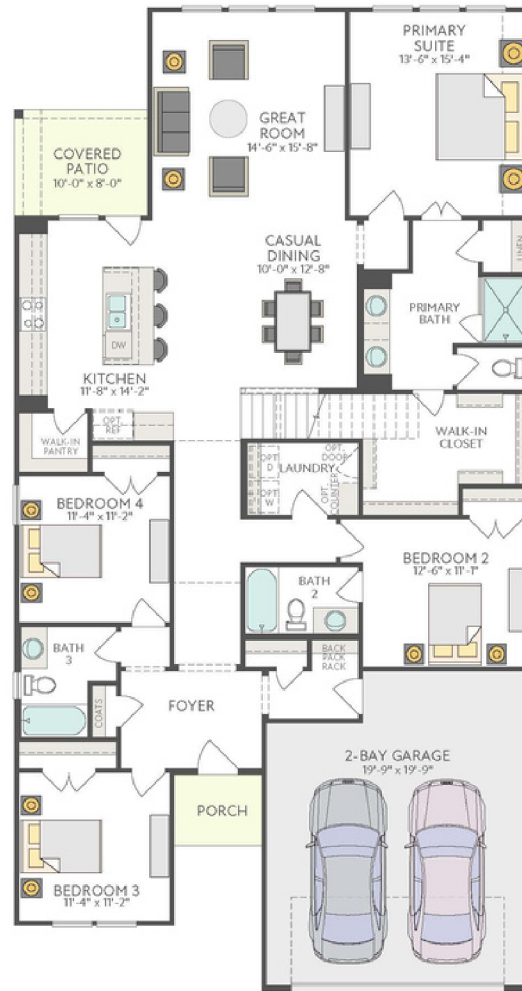 PRIMARY
SUITE
13'-6" x 15'-4"
GREAT
ROOM
14'-6" x 15'-8"
COVERED
PATIO
10'-0" x 8'-0"
CASUAL
DINING
10'-0" x 12'-8"
LINEN
PRIMARY
BATH
DW
KITCHEN
11'-8" x 14'-2"
OPT.
REF
WALK-IN
PANTRY
WALK-IN
CLOSET
OPT
D
LAUNDRY
OPT.
DOOR
OPT
W
OPT.
COUNTER
BEDROOM 4
11'-4" x 11'-2"
BEDROOM 2
12'-6" x 11'-1"
BATH
2
BATH
3
BACK
PACK
RACK
COATS
FOYER
2-BAY GARAGE
19'-9" x 19'-9"
PORCH
BEDROOM 3
11'-4" x 11'-2"